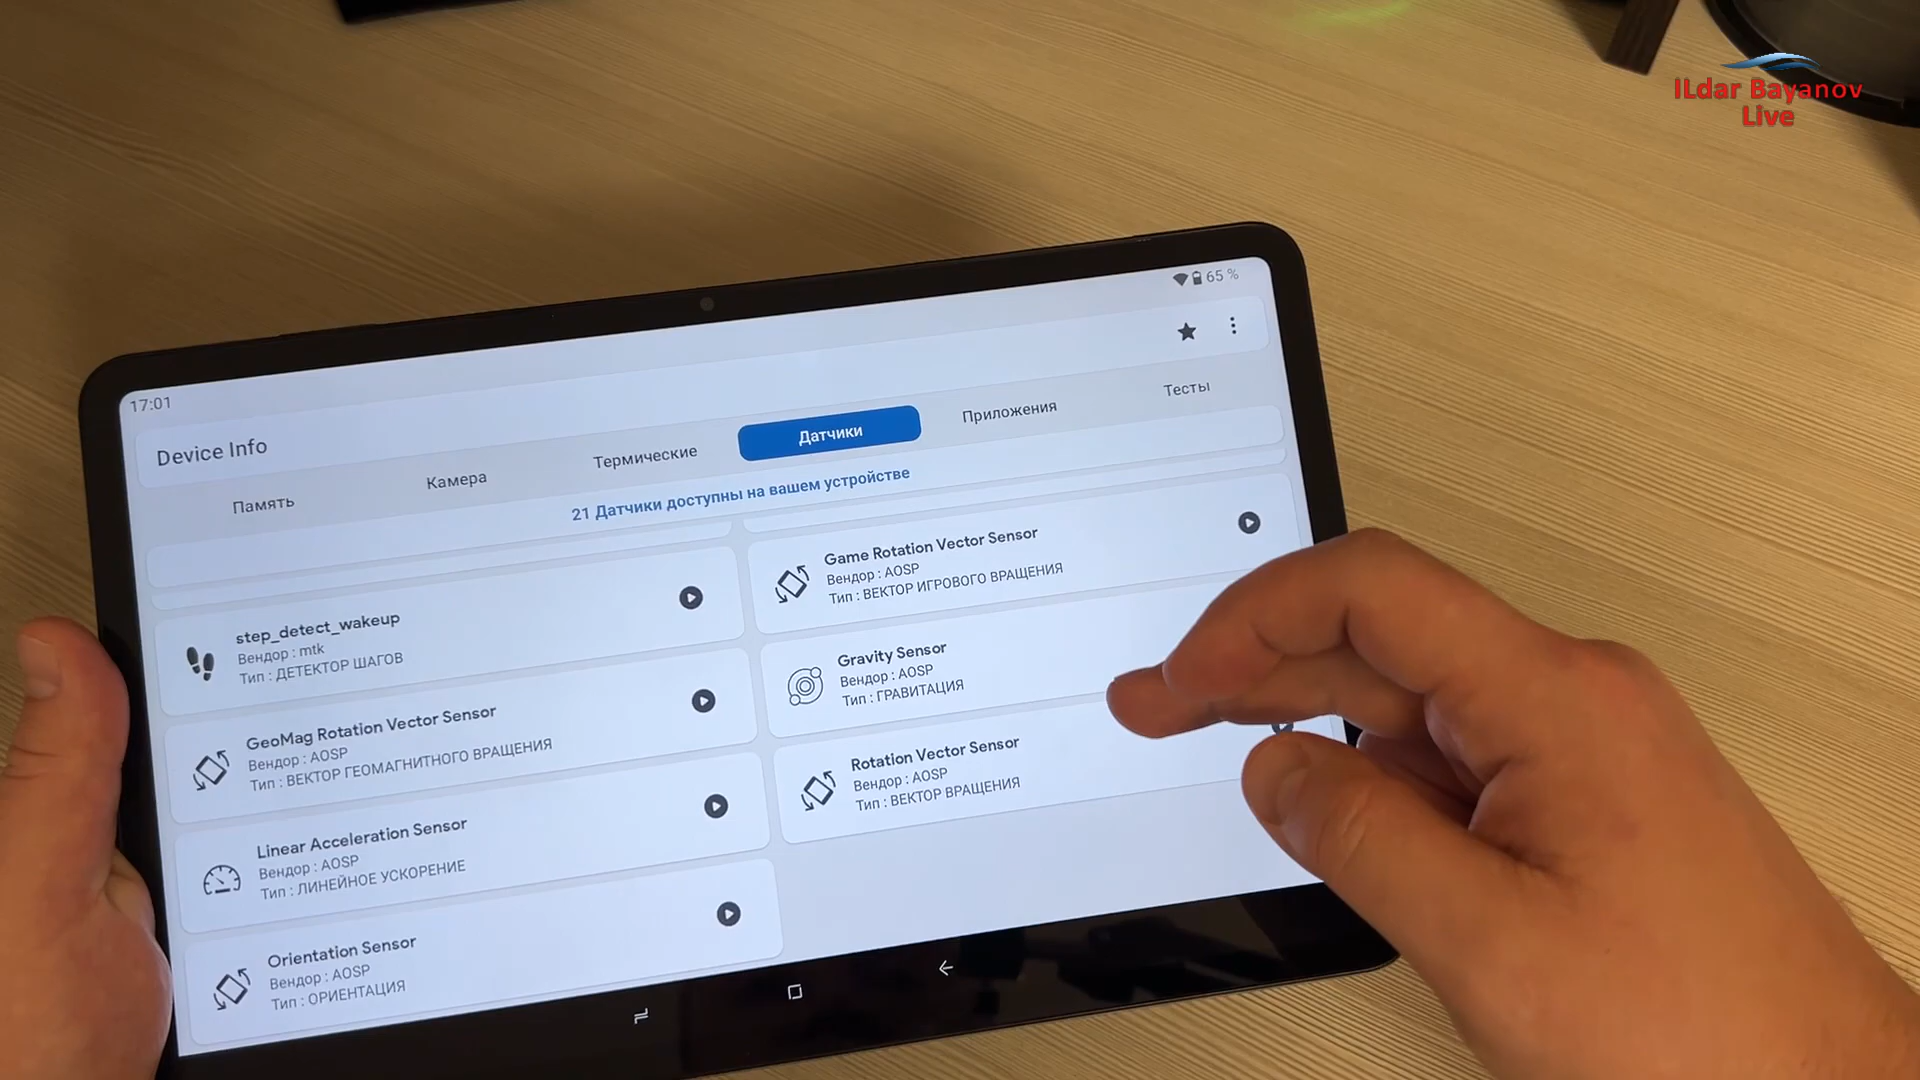 ILdar Bayanov
Live
17:01
65 %
Device Info
Память
Камера
Термические
Датчики
Приложения
Тесты
21 Датчики доступны на вашем устройстве
step_detect_wakeup
Вендор : mtk
Тип : ДЕТЕКТОР ШАГОВ
GeoMag Rotation Vector Sensor
Вендор : AOSP
Тип : ВЕКТОР ГЕОМАГНИТНОГО ВРАЩЕНИЯ
Linear Acceleration Sensor
Вендор : AOSP
Тип : ЛИНЕЙНОЕ УСКОРЕНИЕ
Orientation Sensor
Вендор : AOSP
Тип : ОРИЕНТАЦИЯ
Game Rotation Vector Sensor
Вендор : AOSP
Тип : ВЕКТОР ИГРОВОГО ВРАЩЕНИЯ
Gravity Sensor
Вендор : AOSP
Тип : ГРАВИТАЦИЯ
Rotation Vector Sensor
Вендор : AOSP
Тип : ВЕКТОР ВРАЩЕНИЯ